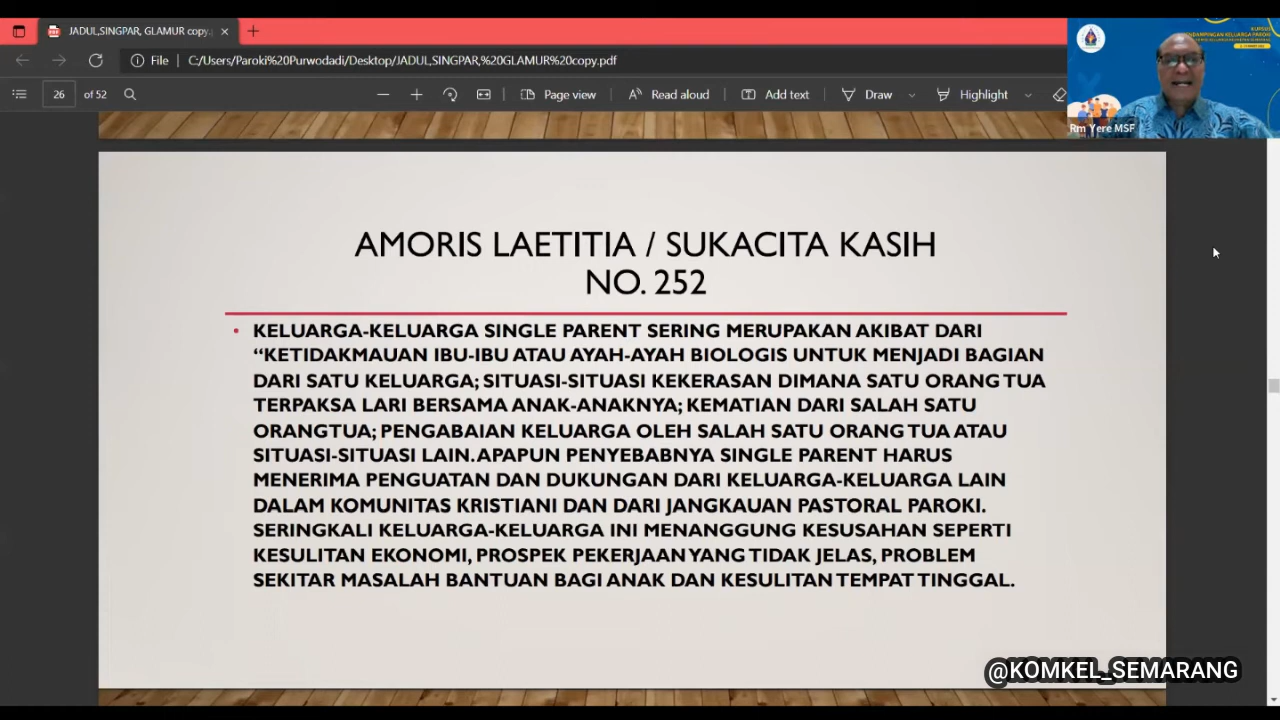 JADUL,SINGPAR, GLAMUR copy.
File
C:/Users/Paroki%20Purwodadi/Desktop/JADUL,SINGPAR,%20GLAMUR%20copy.pdf
26 of 52
Page view
Read aloud
Add text
Draw
Highlight
KURSUS
PENDAMPINGAN KELUARGA PAROKI
Rm Yere MSF
AMORIS LAETITIA / SUKACITA KASIH
NO. 252
• KELUARGA-KELUARGA SINGLE PARENT SERING MERUPAKAN AKIBAT DARI
“KETIDAKMAUAN IBU-IBU ATAU AYAH-AYAH BIOLOGIS UNTUK MENJADI BAGIAN
DARI SATU KELUARGA; SITUASI-SITUASI KEKERASAN DIMANA SATU ORANG TUA
TERPAKSA LARI BERSAMA ANAK-ANAKNYA; KEMATIAN DARI SALAH SATU
ORANGTUA; PENGABAIAN KELUARGA OLEH SALAH SATU ORANG TUA ATAU
SITUASI-SITUASI LAIN. APAPUN PENYEBABNYA SINGLE PARENT HARUS
MENERIMA PENGUATAN DAN DUKUNGAN DARI KELUARGA-KELUARGA LAIN
DALAM KOMUNITAS KRISTIANI DAN DARI JANGKAUAN PASTORAL PAROKI.
SERINGKALI KELUARGA-KELUARGA INI MENANGGUNG KESUSAHAN SEPERTI
KESULITAN EKONOMI, PROSPEK PEKERJAAN YANG TIDAK JELAS, PROBLEM
SEKITAR MASALAH BANTUAN BAGI ANAK DAN KESULITAN TEMPAT TINGGAL.
@KOMKEL_SEMARANG